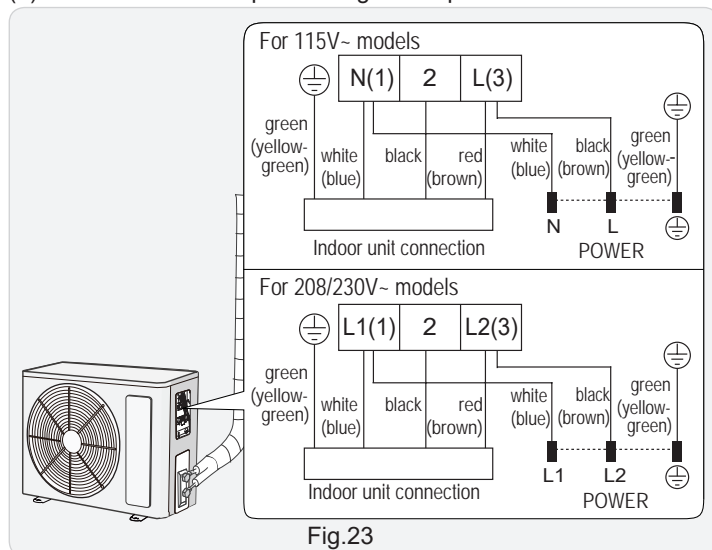 For 115V~ models
N(1) 2 L(3)
green
(yellow-
green)
white
(blue)
black
red
(brown)
white
(blue)
black
(brown)
green
(yellow-
green)
N L
Indoor unit connection
POWER
For 208/230V~ models
L1(1) 2 L2(3)
green
(yellow-
green)
white
(blue)
black
red
(brown)
white
(blue)
black
(brown)
green
(yellow-
green)
L1 L2
Indoor unit connection
POWER
Fig.23